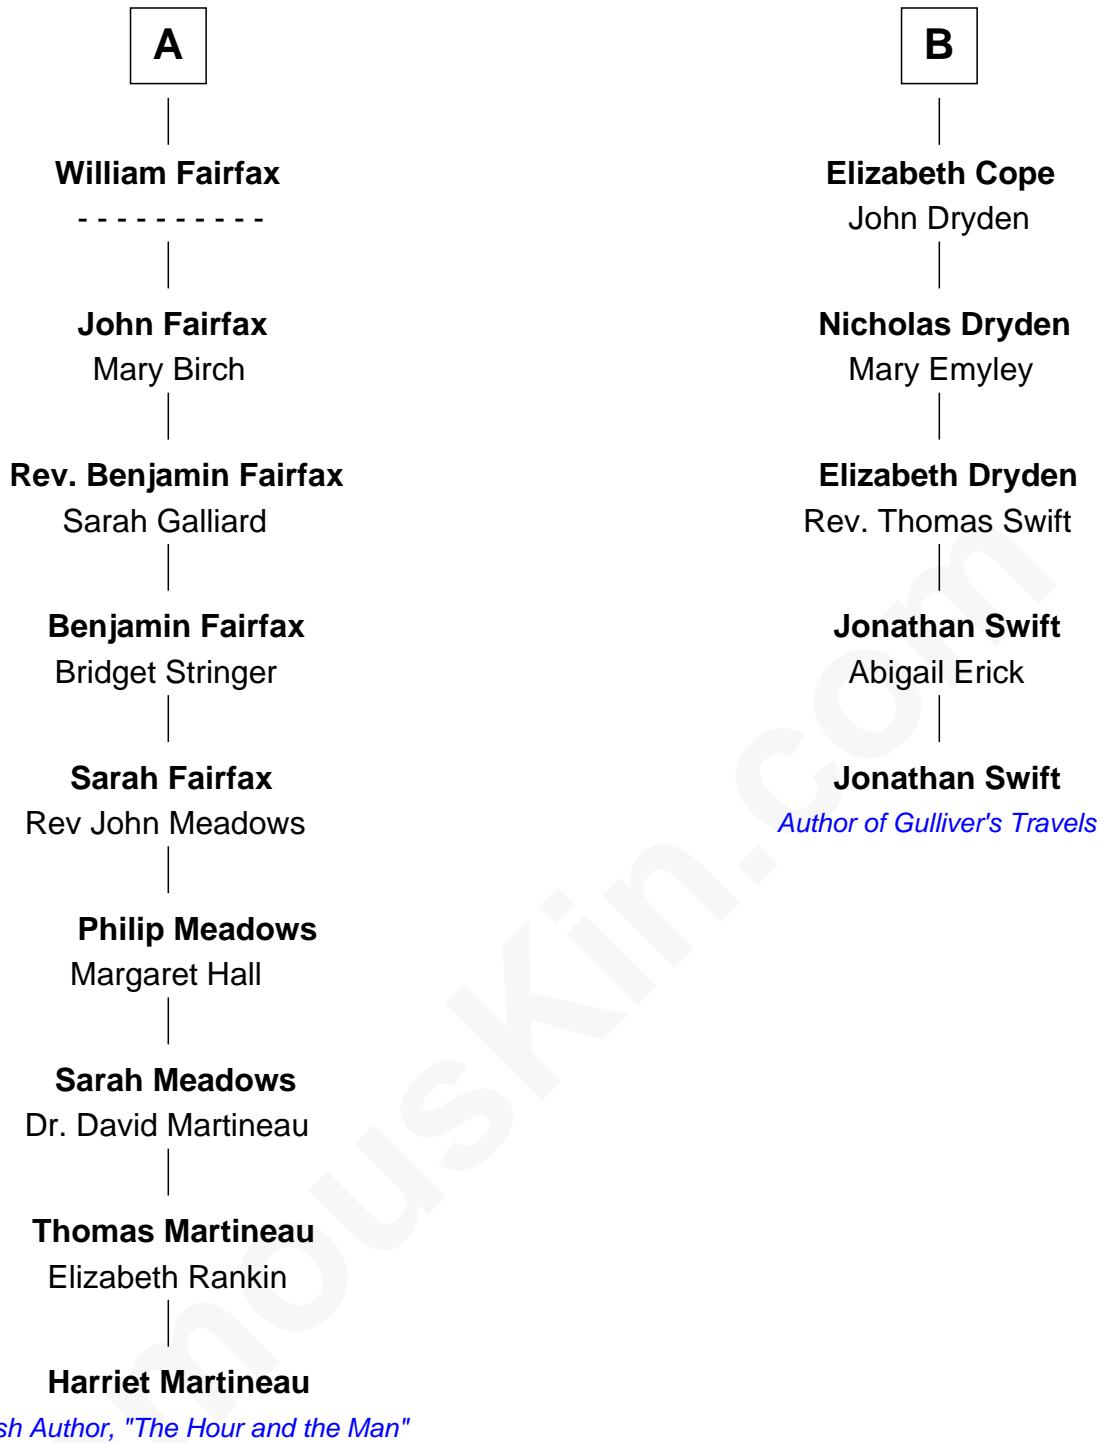 A
William Fairfax
- - - - - - - - - -
John Fairfax
Mary Birch
Rev. Benjamin Fairfax
Sarah Galliard
Benjamin Fairfax
Bridget Stringer
Sarah Fairfax
Rev John Meadows
Philip Meadows
Margaret Hall
Sarah Meadows
Dr. David Martineau
Thomas Martineau
Elizabeth Rankin
Harriet Martineau
sh Author, "The Hour and the Man"
B
Elizabeth Cope
John Dryden
Nicholas Dryden
Mary Emyley
Elizabeth Dryden
Rev. Thomas Swift
Jonathan Swift
Abigail Erick
Jonathan Swift
Author of Gulliver's Travels
mouskin.com